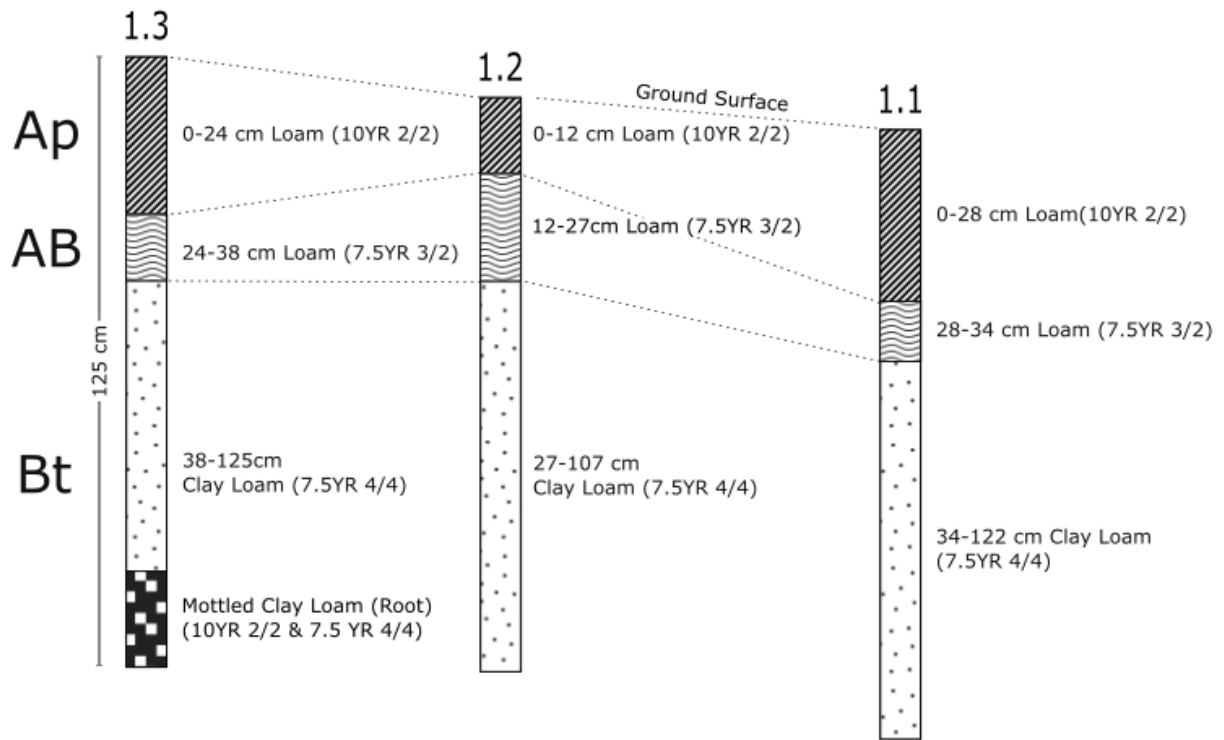 1.3
1.2
Ground Surface
1.1
Ap
0-24 cm Loam (10YR 2/2)
0-12 cm Loam (10YR 2/2)
0-28 cm Loam(10YR 2/2)
AB
24-38 cm Loam (7.5YR 3/2)
12-27cm Loam (7.5YR 3/2)
28-34 cm Loam (7.5YR 3/2)
125 cm
Bt
38-125cm
Clay Loam (7.5YR 4/4)
27-107 cm
Clay Loam (7.5YR 4/4)
34-122 cm Clay Loam
(7.5YR 4/4)
Mottled Clay Loam (Root)
(10YR 2/2 & 7.5 YR 4/4)